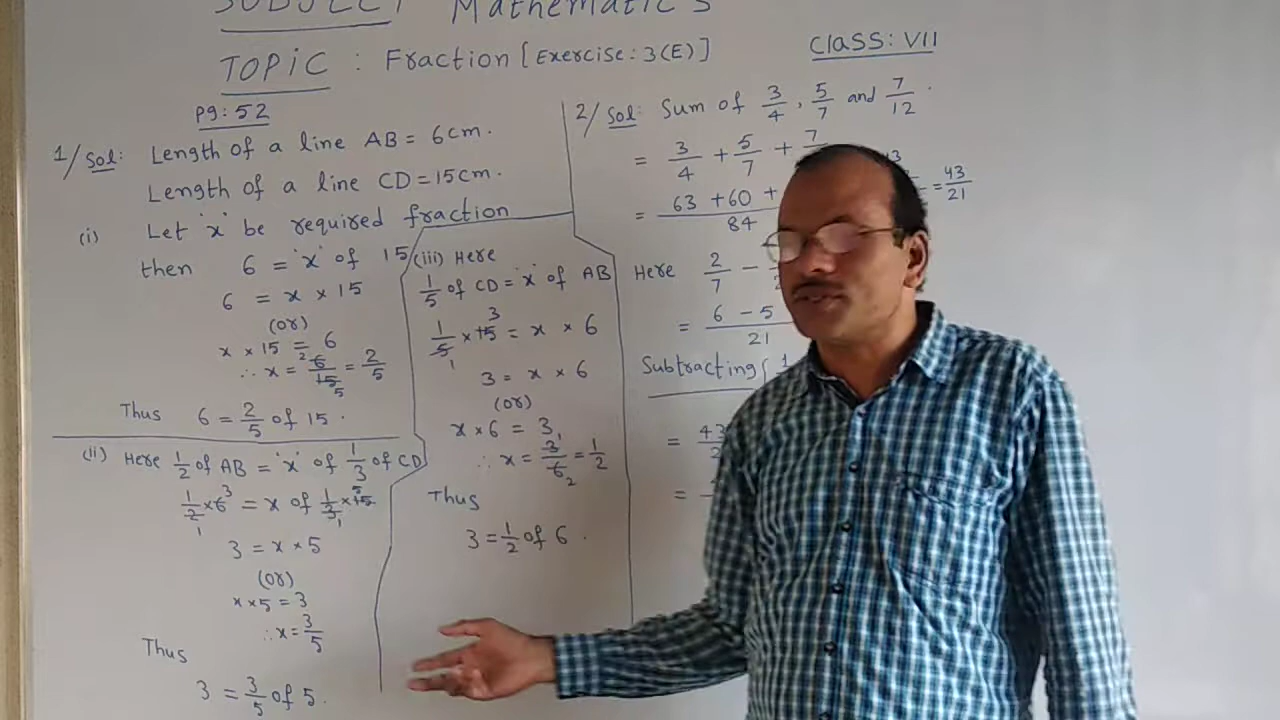 SUBJECT Mathematics
TOPiC : Fraction [Exercise: 3(E)]
ClASS: VII
Pg: 52
1/ Sol: Length of a line AB = 6cm.
Length of a line CD = 15cm.
(i) Let 'x' be required fraction
then 6 = 'x' of 15
6 = x × 15
(or)
x × 15 = 6
∴ x = 6/15 = 2/5
Thus 6 = 2/5 of 15.
(ii) Here 1/2 of AB = 'x' of 1/3 of CD
1/2 × 6 = x of 1/3 × 15
3 = x × 5
(or)
x × 5 = 3
∴ x = 3/5
Thus
3 = 3/5 of 5.
(iii) Here
1/5 of CD = 'x' of AB
1/5 × 15 = x × 6
3 = x × 6
(or)
x × 6 = 3
∴ x = 3/6 = 1/2
Thus
3 = 1/2 of 6.
2/ Sol: Sum of 3/4, 5/7 and 7/12.
= 3/4 + 5/7 + 7
= 63 + 60 + / 84
= 43/21
Here 2/7 −
= 6 − 5 / 21
Subtracting
= 43
=